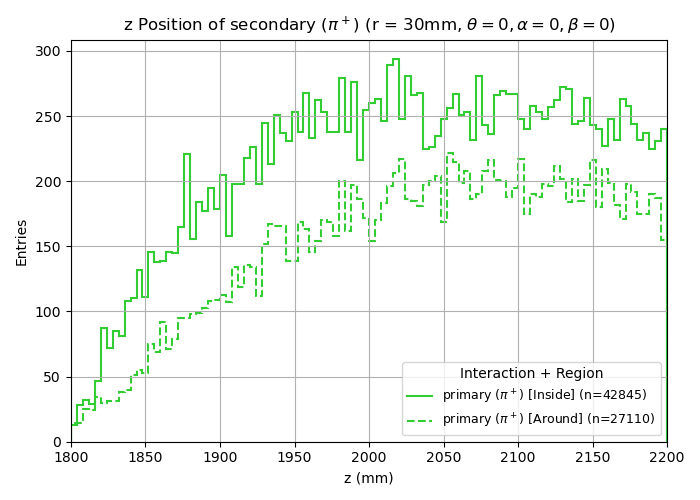 z Position of secondary (π⁺) (r = 30mm, θ = 0, α = 0, β = 0)
300
250
200
150
100
50
0
Entries
Interaction + Region
primary (π⁺) [Inside] (n=42845)
primary (π⁺) [Around] (n=27110)
1800 1850 1900 1950 2000 2050 2100 2150 2200
z (mm)